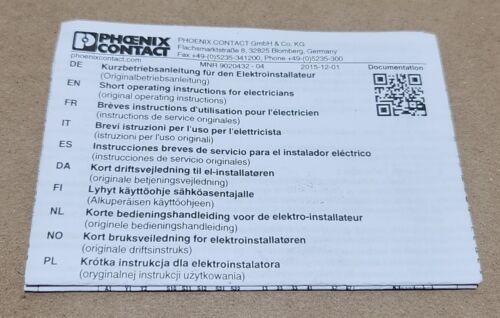 PHŒNIX CONTACT
PHOENIX CONTACT GmbH & Co. KG
Flachsmarktstraße 8, 32825 Blomberg, Germany
Fax +49-(0)5235-341200, Phone +49-(0)5235-300
phoenixcontact.com
MNR 9020432 - 04
2015-12-01
Documentation
DE Kurzbetriebsanleitung für den Elektroinstallateur
(Originalbetriebsanleitung)
EN Short operating instructions for electricians
(original operating instructions)
FR Brèves instructions d'utilisation pour l'électricien
(instructions de service originales)
IT Brevi istruzioni per l'uso per l'elettricista
(istruzioni per l'uso originali)
ES Instrucciones breves de servicio para el instalador eléctrico
(instrucciones de servicio originales)
DA Kort driftsvejledning til el-installatøren
(originale betjeningsvejledning)
FI Lyhyt käyttöohje sähköasentajalle
(Alkuperäisen käyttöohjeen)
NL Korte bedieningshandleiding voor de elektro-installateur
(originele bedieningshandleiding)
NO Kort bruksveiledning for elektroinstallatøren
(originale driftsinstruks)
PL Krótka instrukcja dla elektroinstalatora
(oryginalnej instrukcji użytkowania)